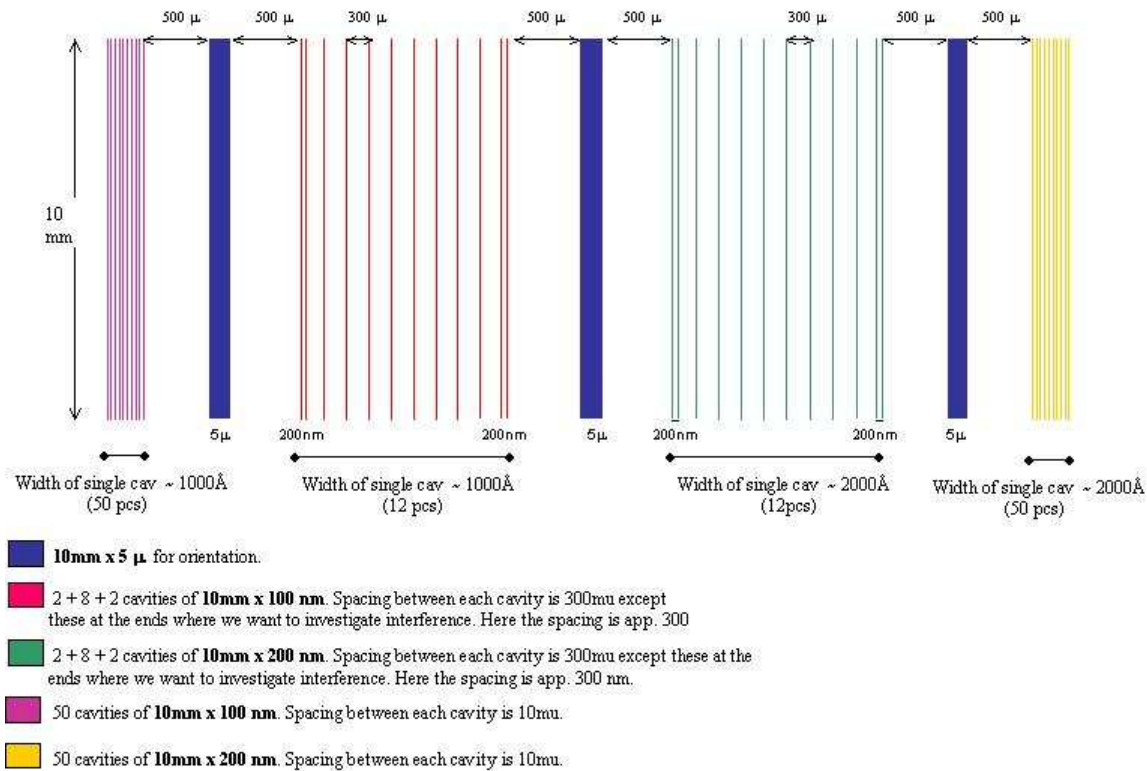 500 μ 500 μ 300 μ 500 μ 500 μ 300 μ 500 μ 500 μ
10
mm
5μ 200nm 200nm 5μ 200nm 200nm 5μ
Width of single cav ~ 1000Å
(50 pcs)
Width of single cav ~ 1000Å
(12 pcs)
Width of single cav ~ 2000Å
(12pcs)
Width of single cav ~ 2000Å
(50 pcs)
10mm x 5 μ for orientation.
2 + 8 + 2 cavities of 10mm x 100 nm. Spacing between each cavity is 300mu except
these at the ends where we want to investigate interference. Here the spacing is app. 300
2 + 8 + 2 cavities of 10mm x 200 nm. Spacing between each cavity is 300mu except these at the
ends where we want to investigate interference. Here the spacing is app. 300 nm.
50 cavities of 10mm x 100 nm. Spacing between each cavity is 10mu.
50 cavities of 10mm x 200 nm. Spacing between each cavity is 10mu.